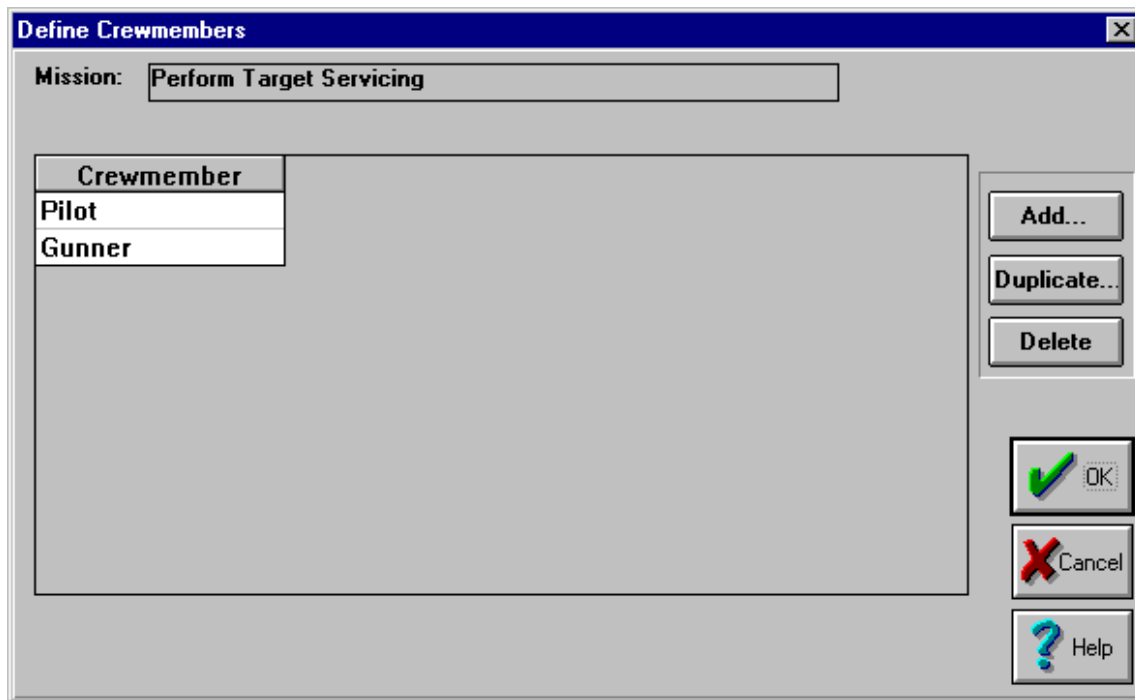 Define Crewmembers
Mission: Perform Target Servicing
Crewmember
Pilot
Gunner
Add...
Duplicate...
Delete
OK
Cancel
Help